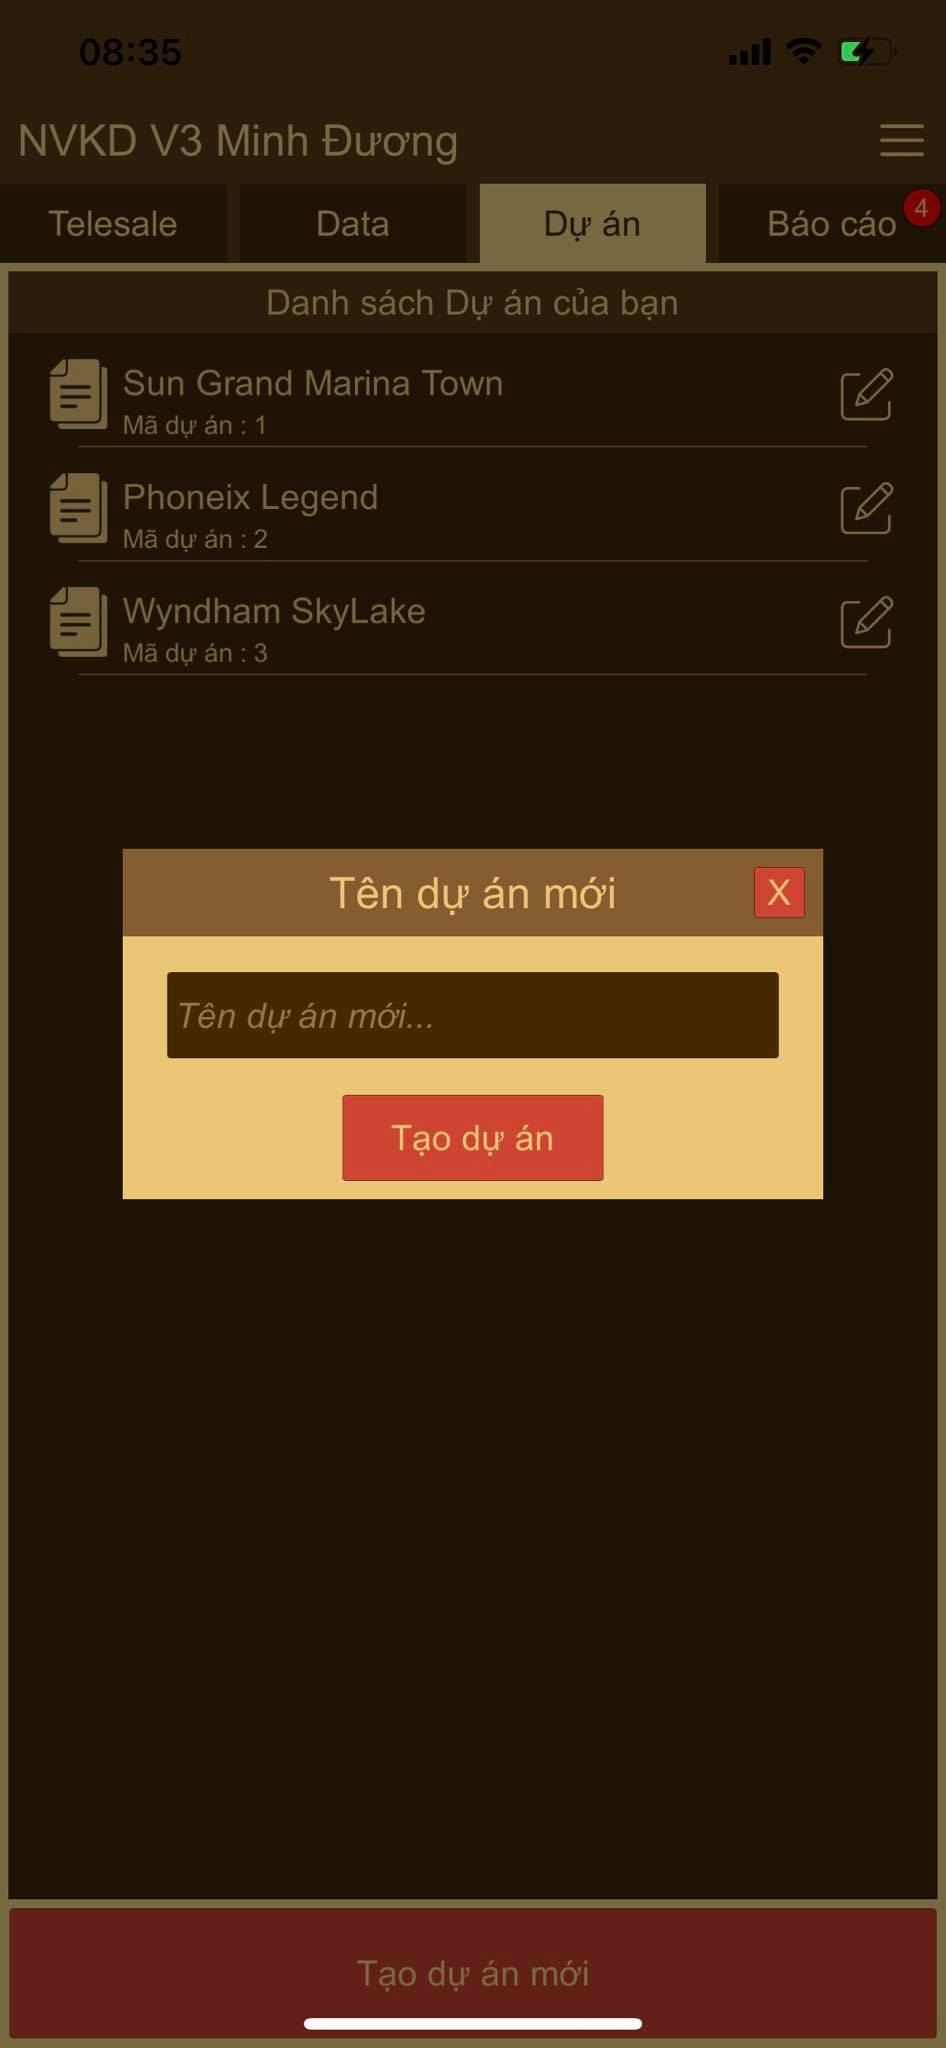 08:35
NVKD V3 Minh Đương
Telesale
Data
Dự án
Báo cáo
4
Danh sách Dự án của bạn
Sun Grand Marina Town
Mã dự án : 1
Phoneix Legend
Mã dự án : 2
Wyndham SkyLake
Mã dự án : 3
Tên dự án mới
X
Tên dự án mới...
Tạo dự án
Tạo dự án mới